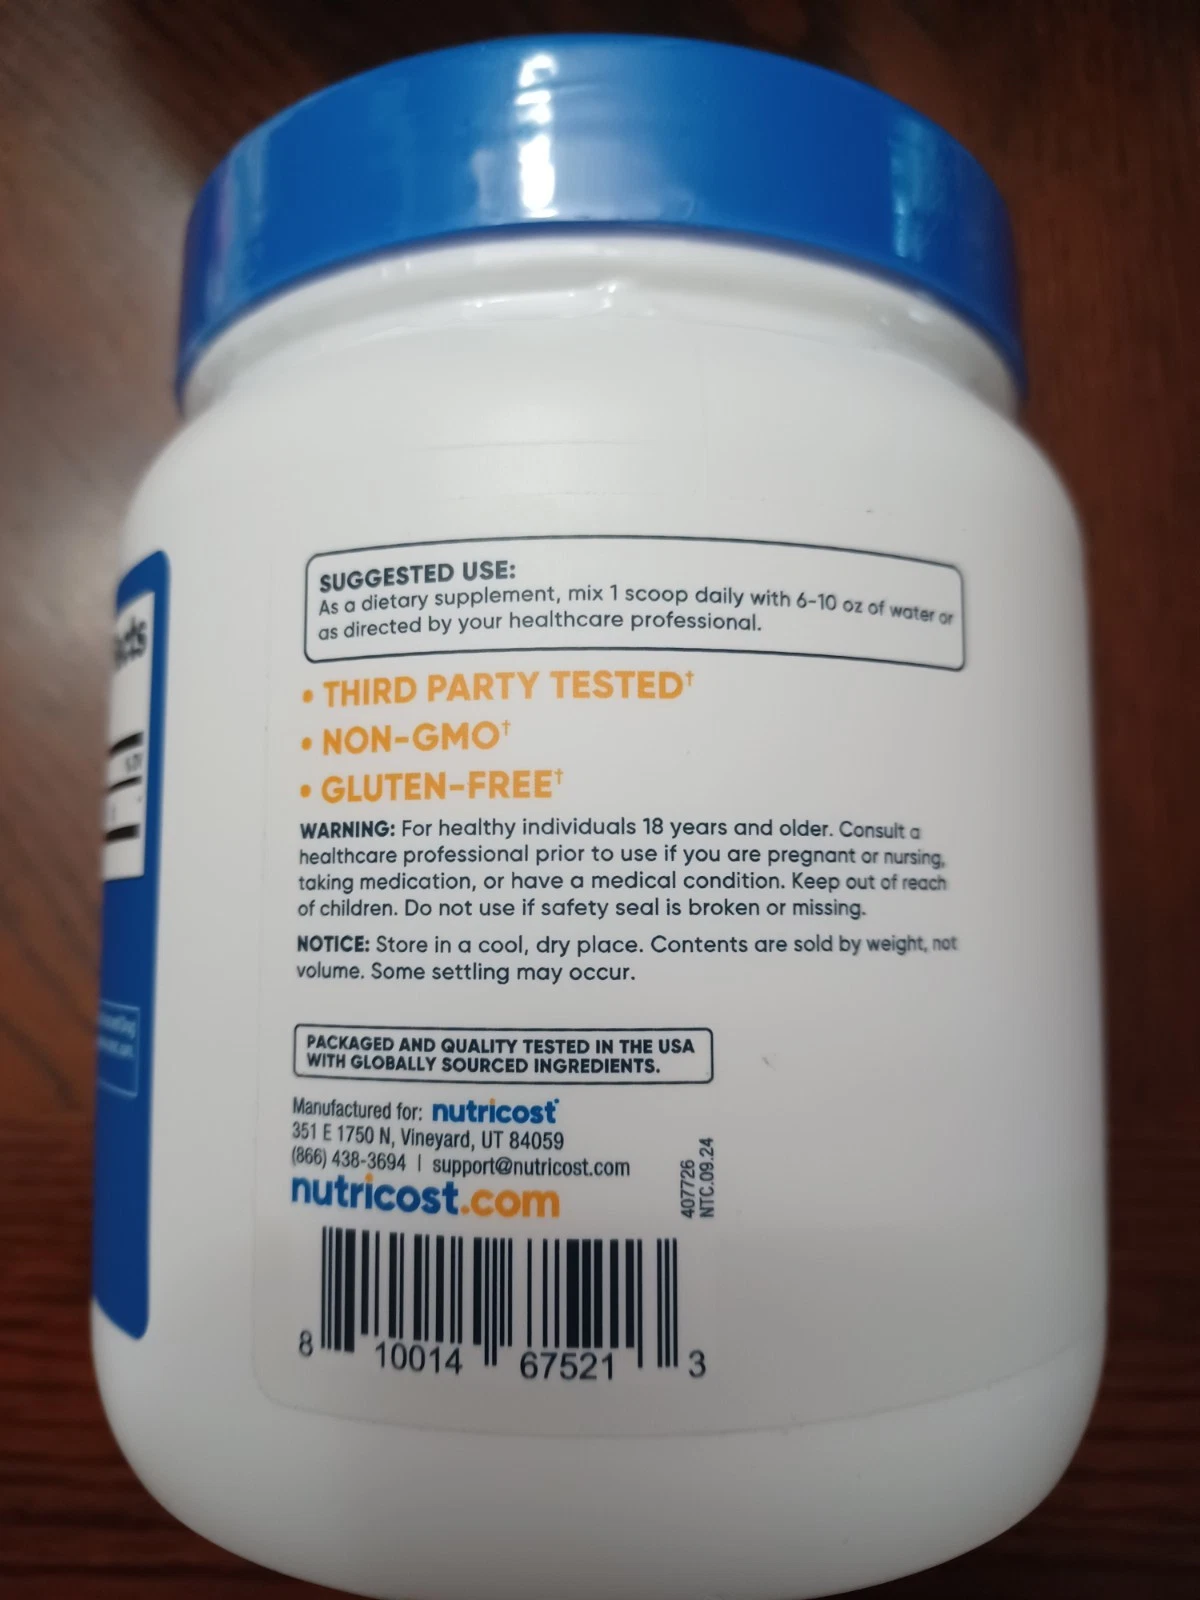 SUGGESTED USE:
As a dietary supplement, mix 1 scoop daily with 6-10 oz of water or
as directed by your healthcare professional.
• THIRD PARTY TESTED†
• NON-GMO†
• GLUTEN-FREE†
WARNING: For healthy individuals 18 years and older. Consult a
healthcare professional prior to use if you are pregnant or nursing,
taking medication, or have a medical condition. Keep out of reach
of children. Do not use if safety seal is broken or missing.
NOTICE: Store in a cool, dry place. Contents are sold by weight, not
volume. Some settling may occur.
PACKAGED AND QUALITY TESTED IN THE USA
WITH GLOBALLY SOURCED INGREDIENTS.
Manufactured for: nutricost
351 E 1750 N, Vineyard, UT 84059
(866) 438-3694 | support@nutricost.com
nutricost.com
407726
NTC.09.24
8 10014 67521 3